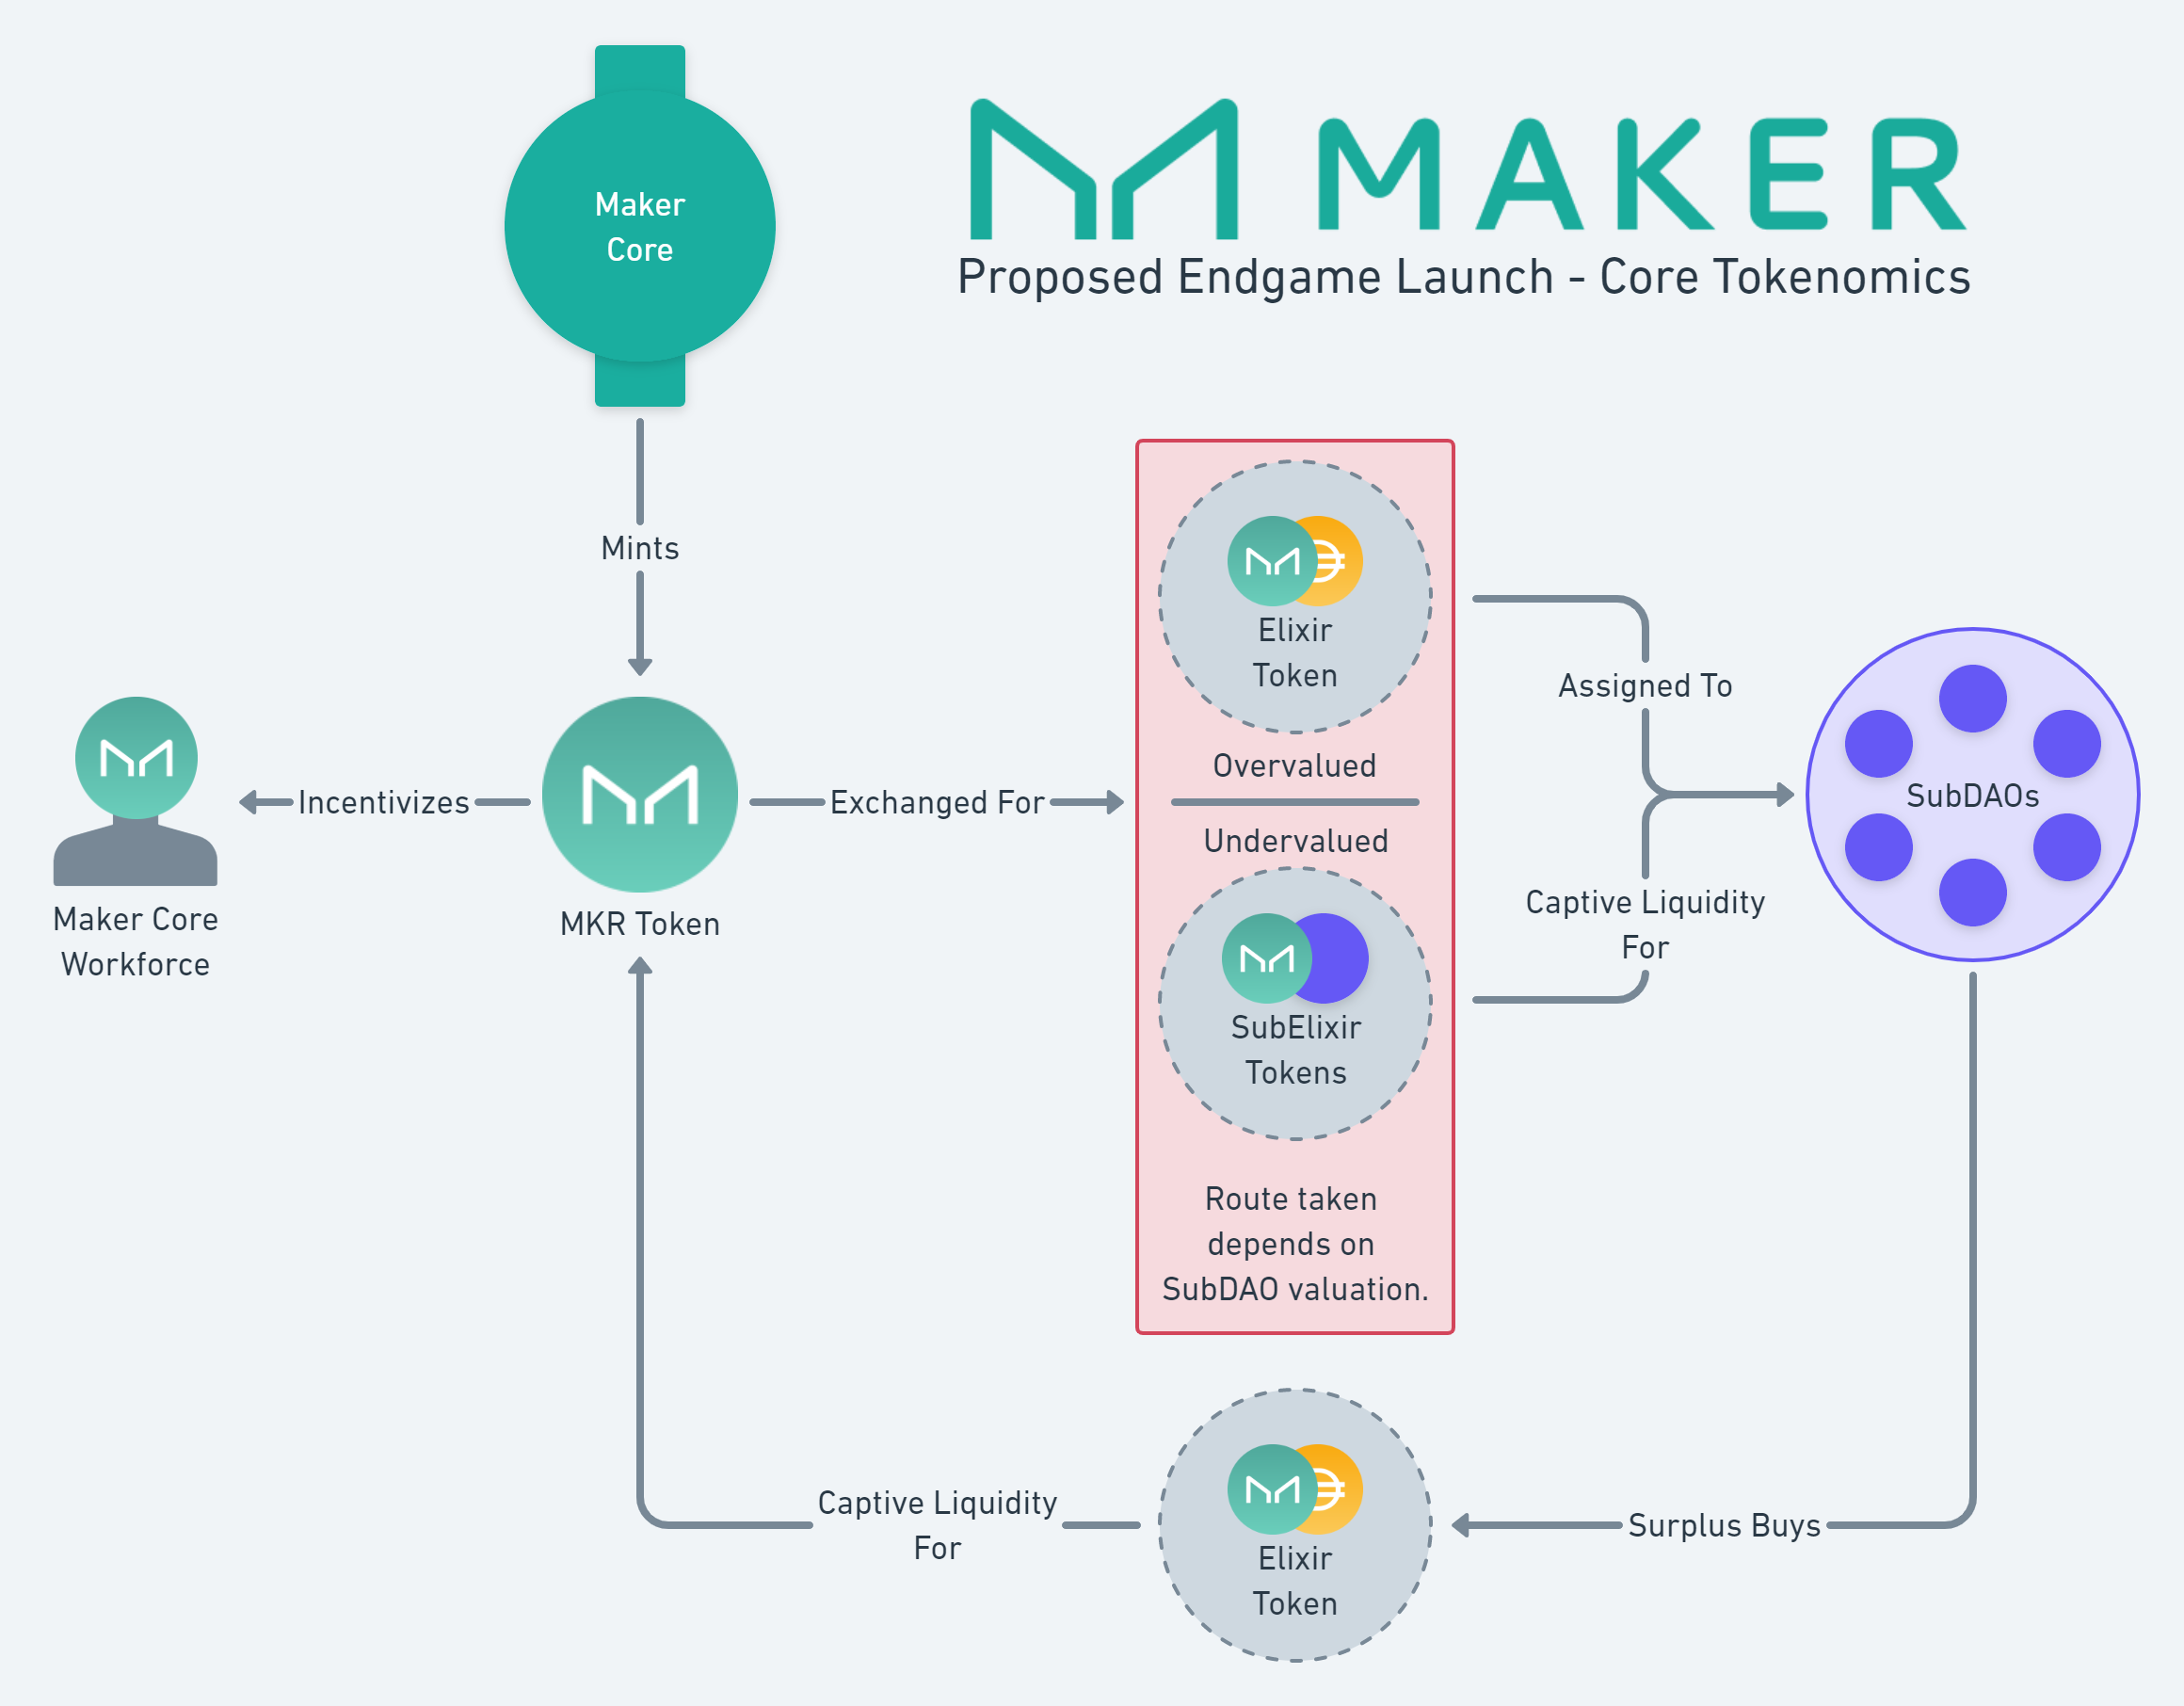 Maker
Core
MAKER
Proposed Endgame Launch - Core Tokenomics
Mints
Elixir
Token
Assigned To
Overvalued
Incentivizes
Exchanged For
SubDAOs
Undervalued
Maker Core
Workforce
MKR Token
Captive Liquidity
For
SubElixir
Tokens
Route taken
depends on
SubDAO valuation.
Captive Liquidity
For
Surplus Buys
Elixir
Token